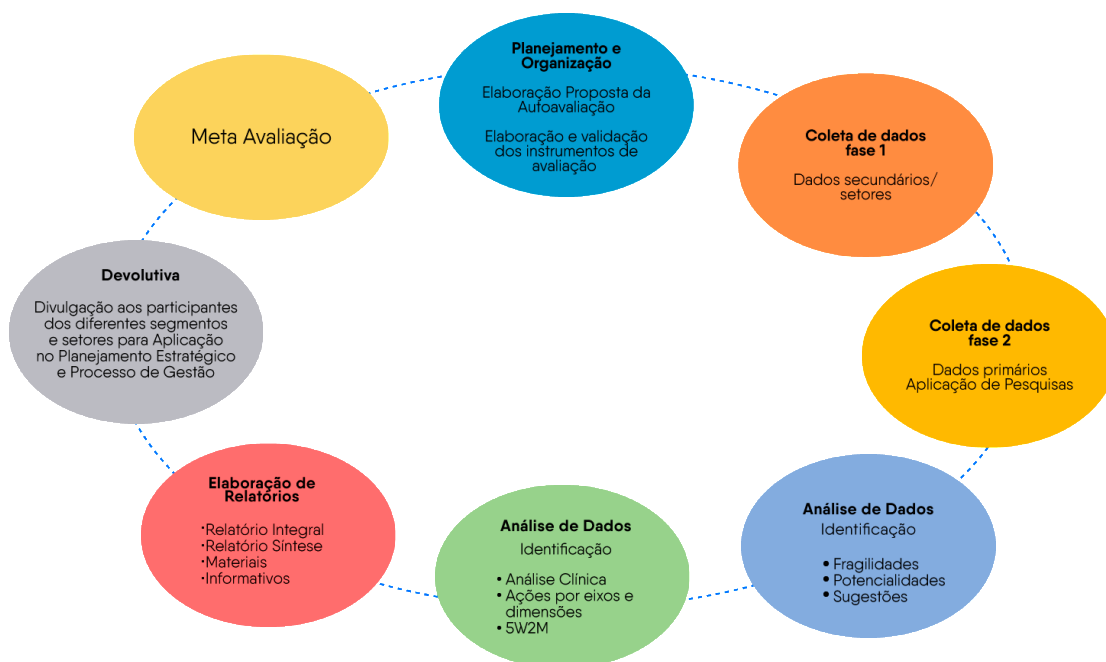 Planejamento e
Organização
Elaboração Proposta da
Autoavaliação
Elaboração e validação
dos instrumentos de
avaliação
Coleta de dados
fase 1
Dados secundários/
setores
Coleta de dados
fase 2
Dados primários
Aplicação de Pesquisas
Análise de Dados
Identificação
• Fragilidades
• Potencialidades
• Sugestões
Análise de Dados
Identificação
• Análise Clínica
• Ações por eixos e
dimensões
• 5W2M
Elaboração de
Relatórios
·Relatório Integral
·Relatório Síntese
·Materiais
·Informativos
Devolutiva
Divulgação aos participantes
dos diferentes segmentos
e setores para Aplicação
no Planejamento Estratégico
e Processo de Gestão
Meta Avaliação